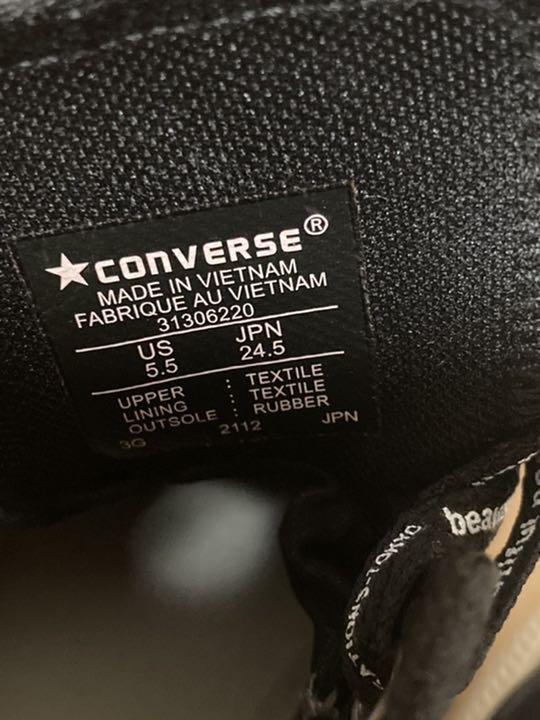 ★CONVERSE®
MADE IN VIETNAM
FABRIQUE AU VIETNAM
31306220
US JPN
5.5 24.5
UPPER : TEXTILE
LINING : TEXTILE
OUTSOLE : RUBBER
3G 2112 JPN